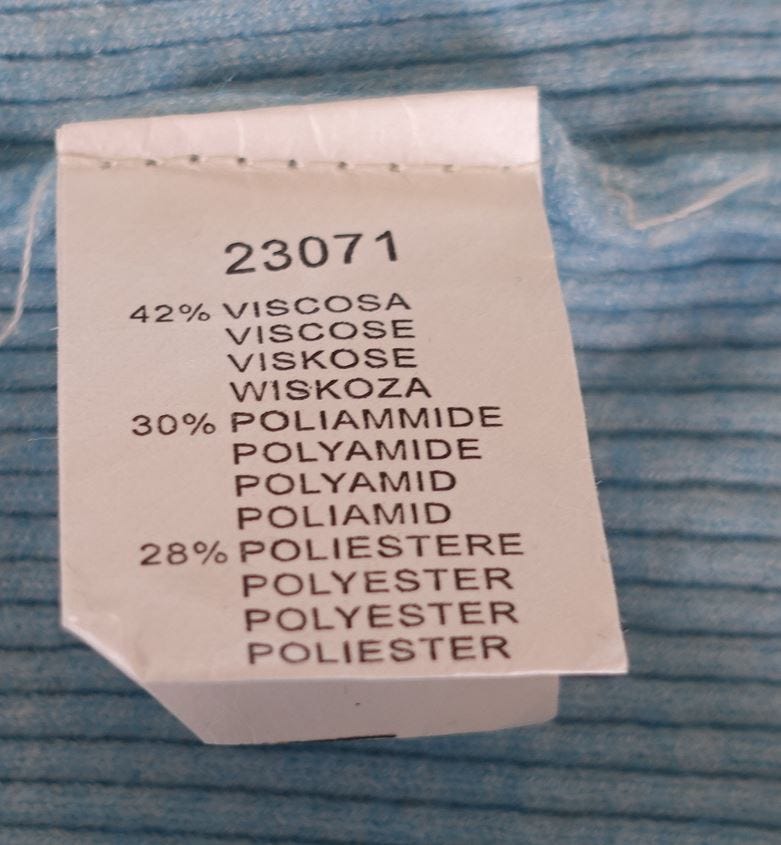 23071
42% VISCOSA
VISCOSE
VISKOSE
WISKOZA
30% POLIAMMIDE
POLYAMIDE
POLYAMID
POLIAMID
28% POLIESTERE
POLYESTER
POLYESTER
POLIESTER